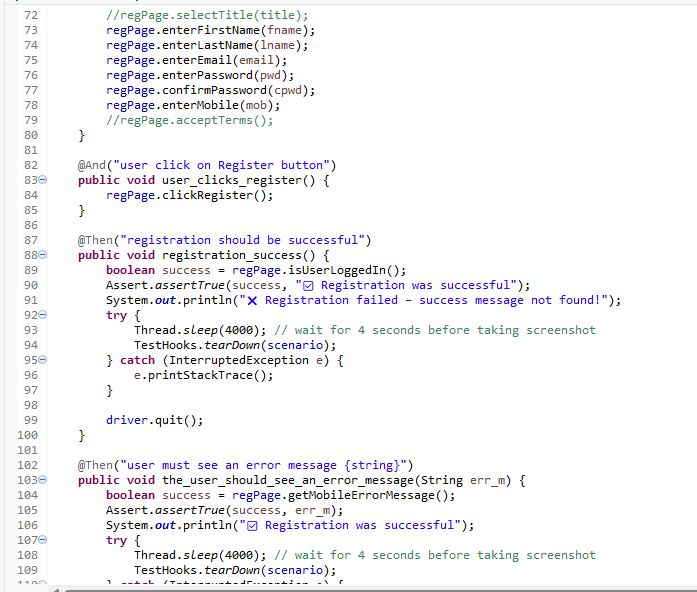 72 //regPage.selectTitle(title);
73 regPage.enterFirstName(fname);
74 regPage.enterLastName(lname);
75 regPage.enterEmail(email);
76 regPage.enterPassword(pwd);
77 regPage.confirmPassword(cpwd);
78 regPage.enterMobile(mob);
79 //regPage.acceptTerms();
80 }
81
82 @And("user click on Register button")
83 public void user_clicks_register() {
84 regPage.clickRegister();
85 }
86
87 @Then("registration should be successful")
88 public void registration_success() {
89 boolean success = regPage.isUserLoggedIn();
90 Assert.assertTrue(success, "☑ Registration was successful");
91 System.out.println("❌ Registration failed – success message not found!");
92 try {
93 Thread.sleep(4000); // wait for 4 seconds before taking screenshot
94 TestHooks.tearDown(scenario);
95 } catch (InterruptedException e) {
96 e.printStackTrace();
97 }
98
99 driver.quit();
100 }
101
102 @Then("user must see an error message {string}")
103 public void the_user_should_see_an_error_message(String err_m) {
104 boolean success = regPage.getMobileErrorMessage();
105 Assert.assertTrue(success, err_m);
106 System.out.println("☑ Registration was successful");
107 try {
108 Thread.sleep(4000); // wait for 4 seconds before taking screenshot
109 TestHooks.tearDown(scenario);